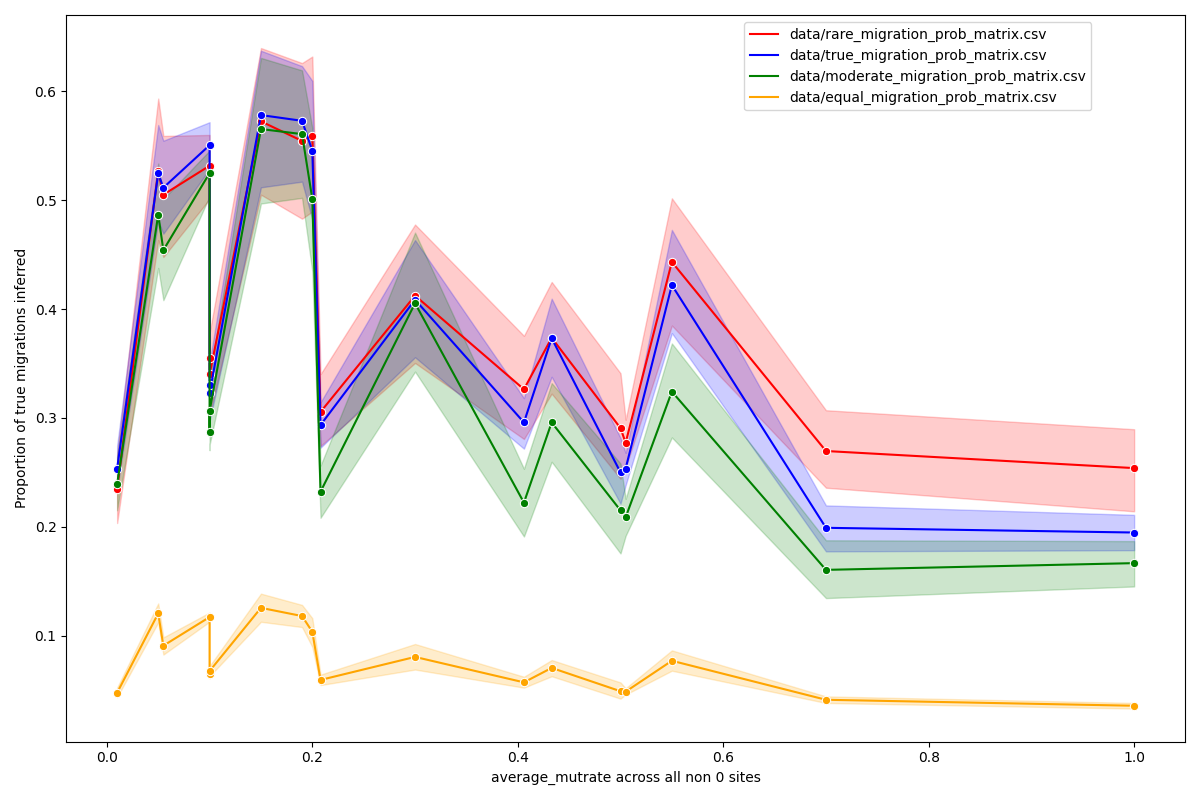 data/rare_migration_prob_matrix.csv
data/true_migration_prob_matrix.csv
data/moderate_migration_prob_matrix.csv
data/equal_migration_prob_matrix.csv
Proportion of true migrations inferred
0.6
0.5
0.4
0.3
0.2
0.1
0.0 0.2 0.4 0.6 0.8 1.0
average_mutrate across all non 0 sites